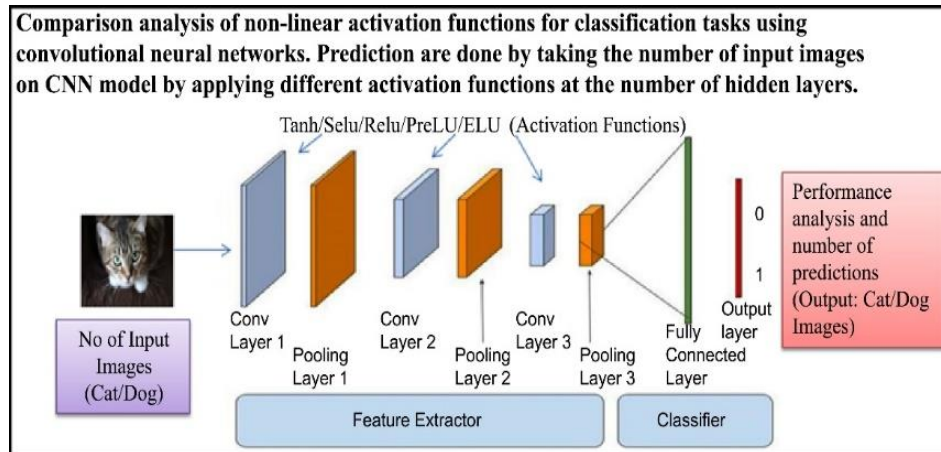 Comparison analysis of non-linear activation functions for classification tasks using
convolutional neural networks. Prediction are done by taking the number of input images
on CNN model by applying different activation functions at the number of hidden layers.
Tanh/Selu/Relu/PreLU/ELU (Activation Functions)
No of Input
Images
(Cat/Dog)
Conv
Layer 1
Pooling
Layer 1
Conv
Layer 2
Pooling
Layer 2
Conv
Layer 3
Pooling
Layer 3
Fully
Connected
Layer
0
1
Output
layer
Performance
analysis and
number of
predictions
(Output: Cat/Dog
Images)
Feature Extractor
Classifier